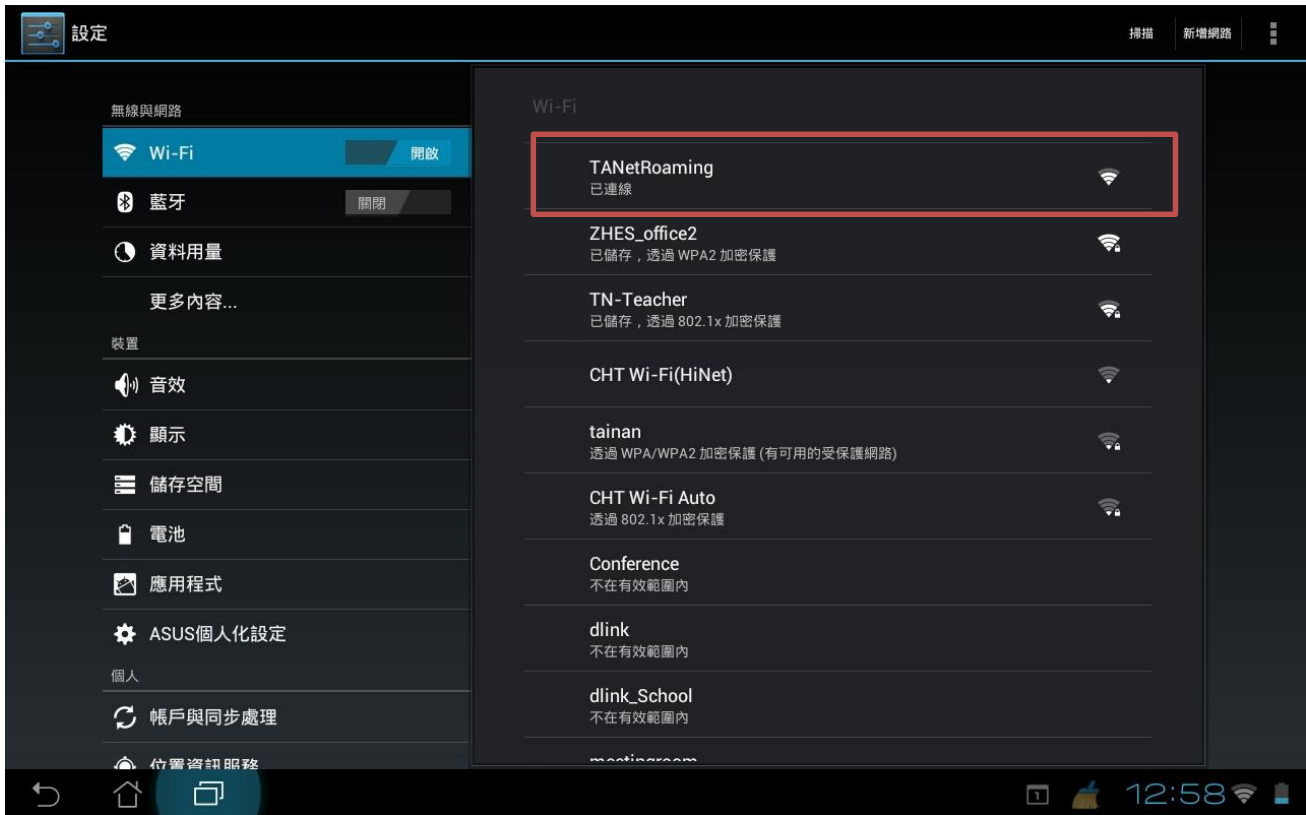 設定
掃描
新增網路
無線與網路
Wi-Fi
開啟
藍牙
關閉
資料用量
更多內容...
裝置
音效
顯示
儲存空間
電池
應用程式
ASUS個人化設定
個人
帳戶與同步處理
位置資訊服務
Wi-Fi
TANetRoaming
已連線
ZHES_office2
已儲存，透過 WPA2 加密保護
TN-Teacher
已儲存，透過 802.1x 加密保護
CHT Wi-Fi(HiNet)
tainan
透過 WPA/WPA2 加密保護 (有可用的受保護網路)
CHT Wi-Fi Auto
透過 802.1x 加密保護
Conference
不在有效範圍內
dlink
不在有效範圍內
dlink_School
不在有效範圍內
meetingroom
1
12:58